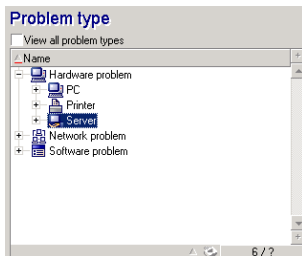 Problem type
View all problem types
Name
Hardware problem
PC
Printer
Server
Network problem
Software problem
6 / ?